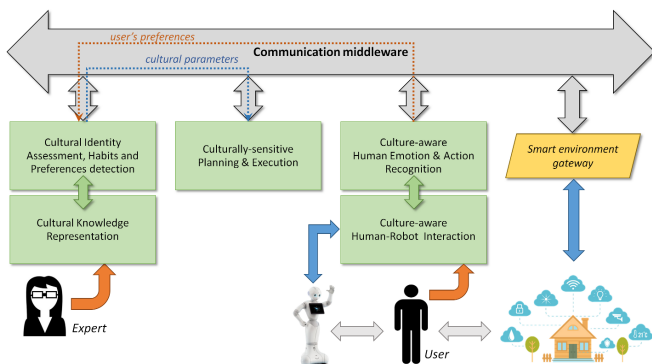 user's preferences
Communication middleware
cultural parameters
Cultural Identity
Assessment, Habits and
Preferences detection
Culturally-sensitive
Planning & Execution
Culture-aware
Human Emotion & Action
Recognition
Smart environment
gateway
Cultural Knowledge
Representation
Culture-aware
Human-Robot Interaction
Expert
User